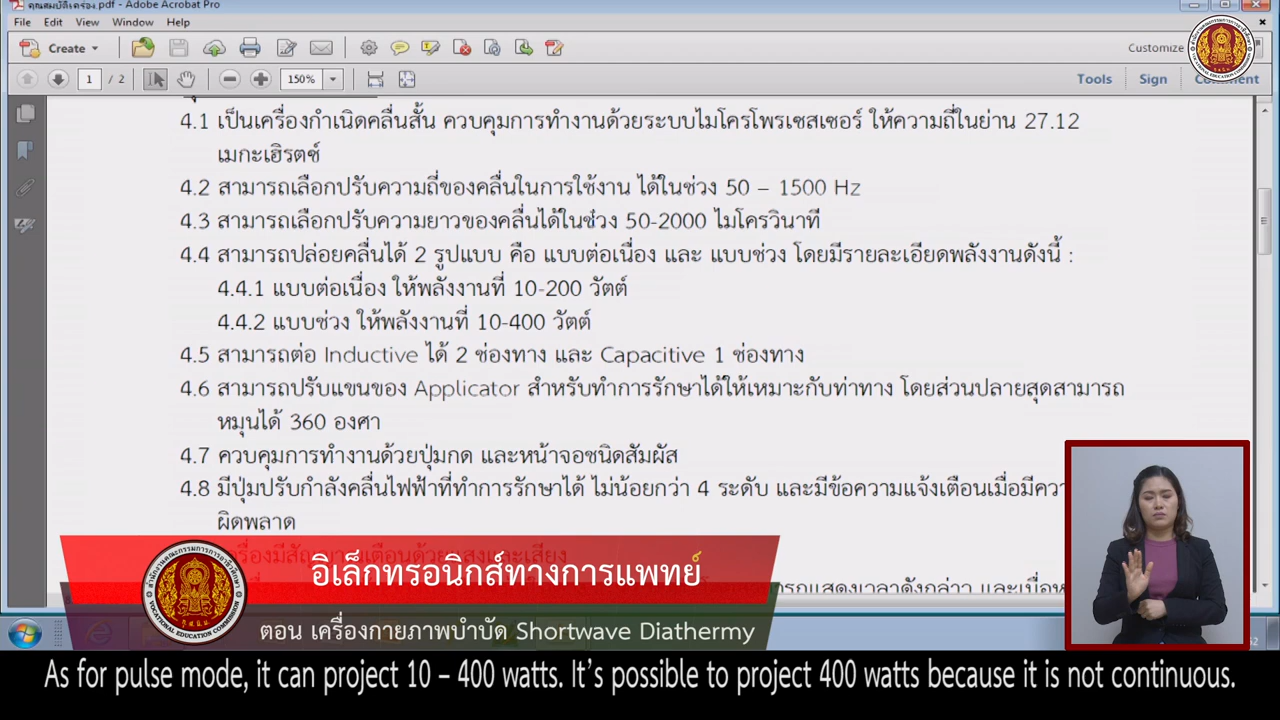 คุณสมบัติเครื่อง.pdf - Adobe Acrobat Pro
File Edit View Window Help
Create
Customize
1 / 2
150%
Tools Sign Comment
4.1 เป็นเครื่องกำเนิดคลื่นสั้น ควบคุมการทำงานด้วยระบบไมโครโพรเซสเซอร์ ให้ความถี่ในย่าน 27.12
เมกะเฮิรตซ์
4.2 สามารถเลือกปรับความถี่ของคลื่นในการใช้งาน ได้ในช่วง 50 – 1500 Hz
4.3 สามารถเลือกปรับความยาวของคลื่นได้ในช่วง 50-2000 ไมโครวินาที
4.4 สามารถปล่อยคลื่นได้ 2 รูปแบบ คือ แบบต่อเนื่อง และ แบบช่วง โดยมีรายละเอียดพลังงานดังนี้ :
4.4.1 แบบต่อเนื่อง ให้พลังงานที่ 10-200 วัตต์
4.4.2 แบบช่วง ให้พลังงานที่ 10-400 วัตต์
4.5 สามารถต่อ Inductive ได้ 2 ช่องทาง และ Capacitive 1 ช่องทาง
4.6 สามารถปรับแขนของ Applicator สำหรับทำการรักษาได้ให้เหมาะกับท่าทาง โดยส่วนปลายสุดสามารถ
หมุนได้ 360 องศา
4.7 ควบคุมการทำงานด้วยปุ่มกด และหน้าจอชนิดสัมผัส
4.8 มีปุ่มปรับกำลังคลื่นไฟฟ้าที่ทำการรักษาได้ ไม่น้อยกว่า 4 ระดับ และมีข้อความแจ้งเตือนเมื่อมีคว
ผิดพลาด
อิเล็กทรอนิกส์ทางการแพทย์
ตอน เครื่องกายภาพบำบัด Shortwave Diathermy
สำนักงานคณะกรรมการการอาชีวศึกษา
VOCATIONAL EDUCATION COMMISSION
As for pulse mode, it can project 10 – 400 watts. It’s possible to project 400 watts because it is not continuous.